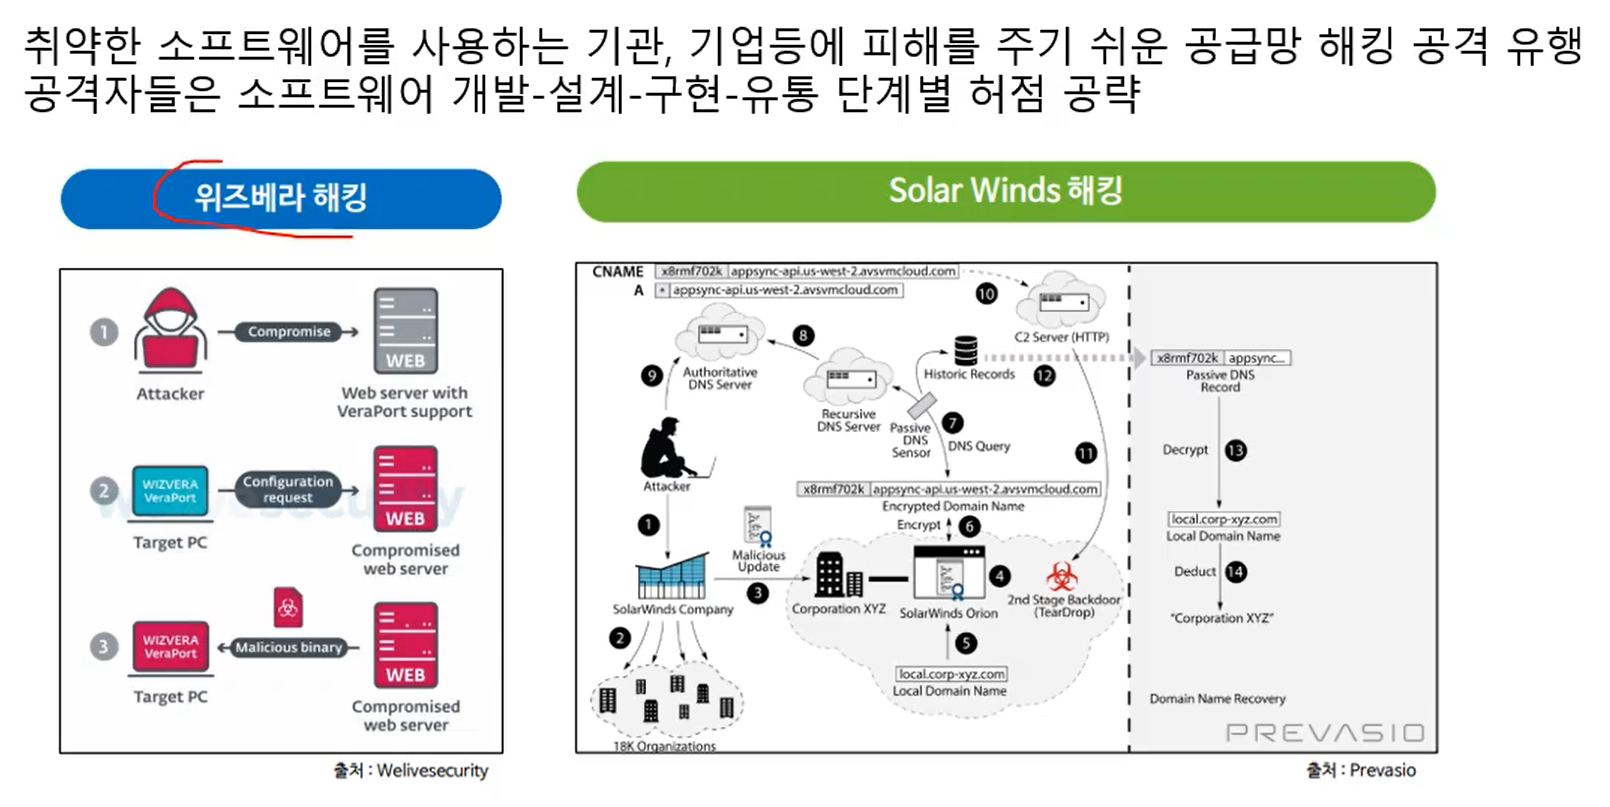 취약한 소프트웨어를 사용하는 기관, 기업등에 피해를 주기 쉬운 공급망 해킹 공격 유행
공격자들은 소프트웨어 개발-설계-구현-유통 단계별 허점 공략
위즈베라 해킹
1
Compromise
WEB
Attacker
Web server with
VeraPort support
2
WIZVERA
VeraPort
Configuration
request
WEB
Target PC
Compromised
web server
welivesecurity
3
WIZVERA
VeraPort
Malicious binary
WEB
Target PC
Compromised
web server
출처 : Welivesecurity
Solar Winds 해킹
CNAME x8rmf702k appsync-api.us-west-2.avsvmcloud.com
A * appsync-api.us-west-2.avsvmcloud.com
10
C2 Server (HTTP)
8
9
Authoritative
DNS Server
Recursive
DNS Server
Historic Records
12
Passive
DNS
Sensor
7
DNS Query
11
Attacker
x8rmf702k appsync-api.us-west-2.avsvmcloud.com
Encrypted Domain Name
Encrypt 6
1
Malicious
Update
3
SolarWinds Company
Corporation XYZ
SolarWinds Orion
4
2nd Stage Backdoor
(TearDrop)
2
5
local.corp-xyz.com
Local Domain Name
18K Organizations
x8rmf702k appsync...
Passive DNS
Record
Decrypt 13
local.corp-xyz.com
Local Domain Name
Deduct 14
"Corporation XYZ"
Domain Name Recovery
PREVASIO
출처 : Prevasio